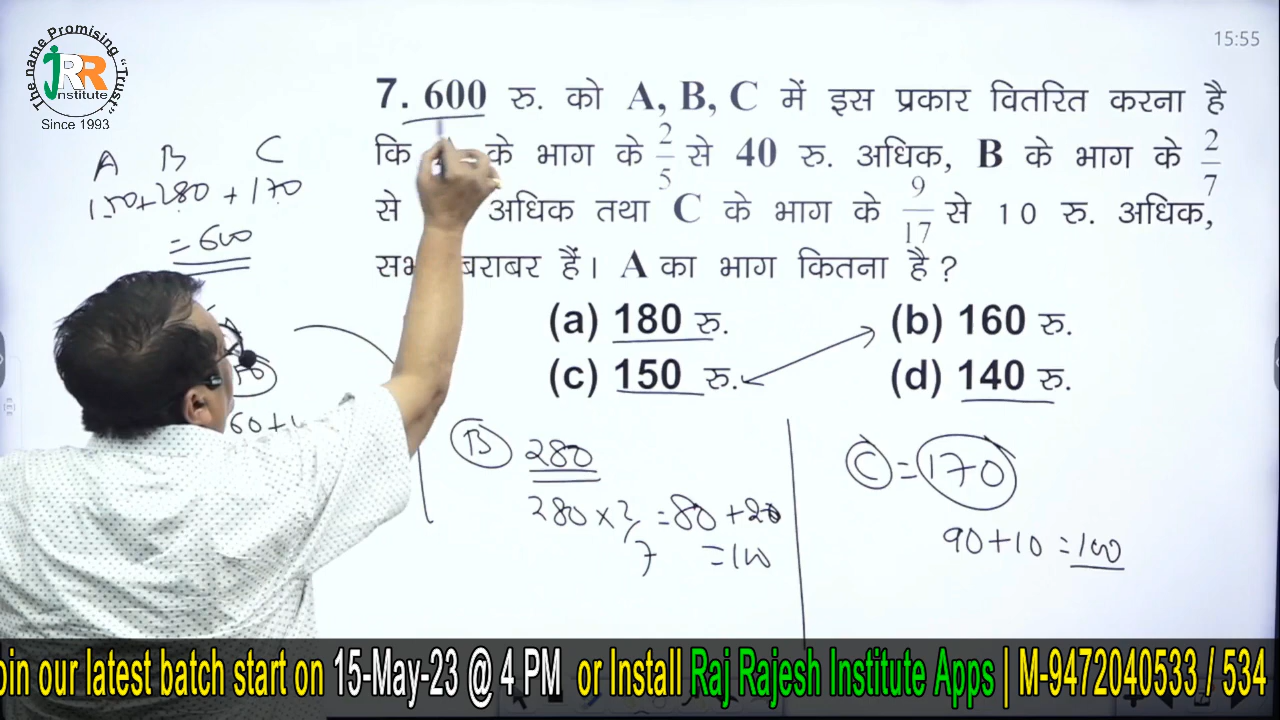 The name Promising "Trust"
JRR
institute
Since 1993
15:55
7. 600 रु. को A, B, C में इस प्रकार वितरित करना है
कि के भाग के 2/5 से 40 रु. अधिक, B के भाग के 2/7
से अधिक तथा C के भाग के 9/17 से 10 रु. अधिक,
बराबर हैं। A का भाग कितना है ?
(a) 180 रु. (b) 160 रु.
(c) 150 रु. (d) 140 रु.
A B C
150+280+170
=600
60+4
B 280
280×2/7 =80+20
=100
C =170
90+10=100
oin our latest batch start on 15-May-23 @ 4 PM or Install Raj Rajesh Institute Apps | M-9472040533 / 534